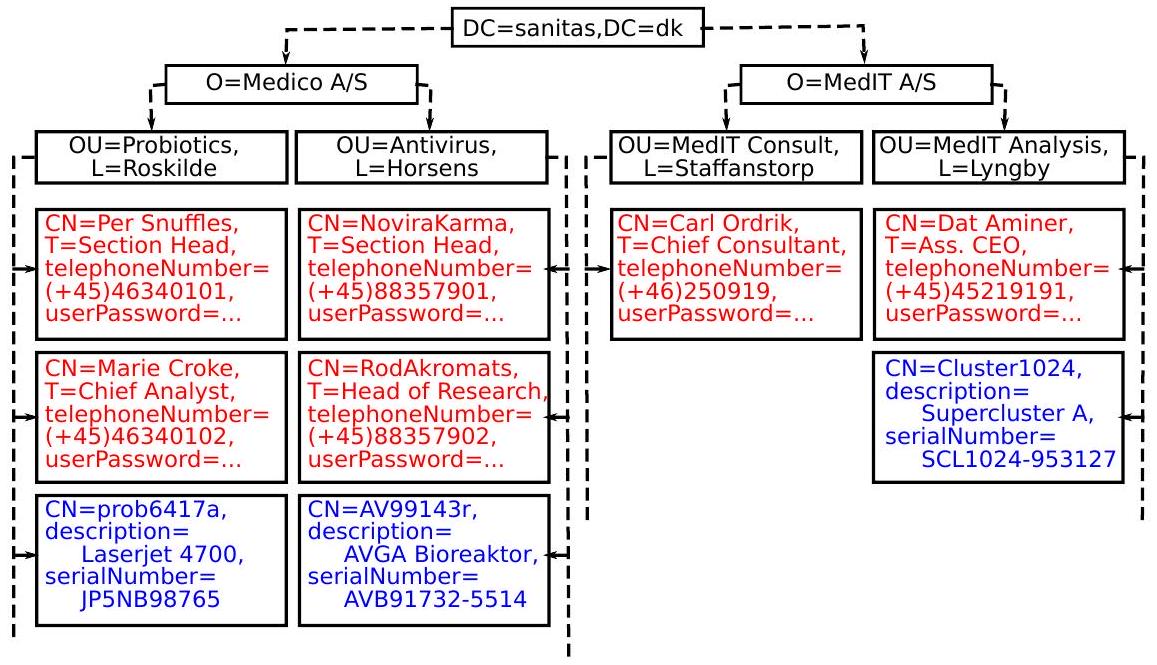 DC=sanitas,DC=dk
O=Medico A/S
O=MedIT A/S
OU=Probiotics,
L=Roskilde
OU=Antivirus,
L=Horsens
OU=MedIT Consult,
L=Staffanstorp
OU=MedIT Analysis,
L=Lyngby
CN=Per Snuffles,
T=Section Head,
telephoneNumber=
(+45)46340101,
userPassword=...
CN=NoviraKarma,
T=Section Head,
telephoneNumber=
(+45)88357901,
userPassword=...
CN=Carl Ordrik,
T=Chief Consultant,
telephoneNumber=
(+46)250919,
userPassword=...
CN=Dat Aminer,
T=Ass. CEO,
telephoneNumber=
(+45)45219191,
userPassword=...
CN=Marie Croke,
T=Chief Analyst,
telephoneNumber=
(+45)46340102,
userPassword=...
CN=RodAkromats,
T=Head of Research,
telephoneNumber=
(+45)88357902,
userPassword=...
CN=Cluster1024,
description=
Supercluster A,
serialNumber=
SCL1024-953127
CN=prob6417a,
description=
Laserjet 4700,
serialNumber=
JP5NB98765
CN=AV99143r,
description=
AVGA Bioreaktor,
serialNumber=
AVB91732-5514